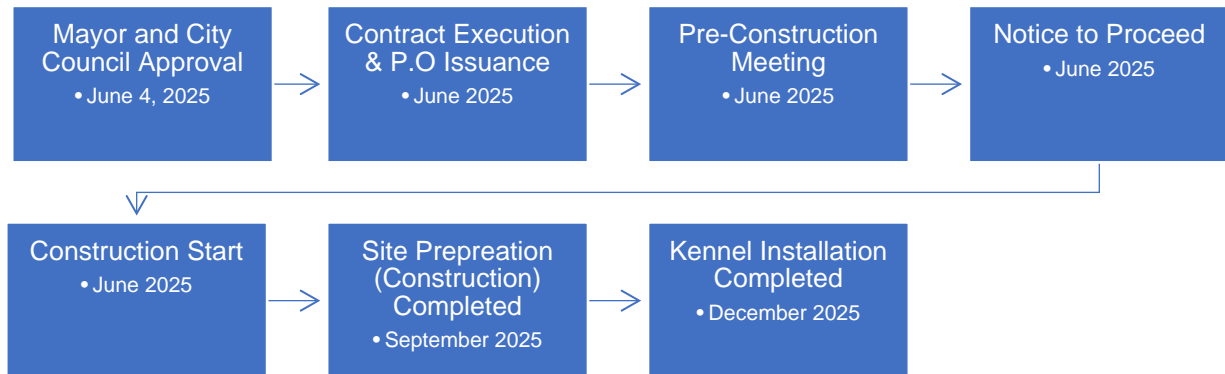 Mayor and City
Council Approval
• June 4, 2025
Contract Execution
& P.O Issuance
• June 2025
Pre-Construction
Meeting
• June 2025
Notice to Proceed
• June 2025
Construction Start
• June 2025
Site Prepreation
(Construction)
Completed
• September 2025
Kennel Installation
Completed
• December 2025